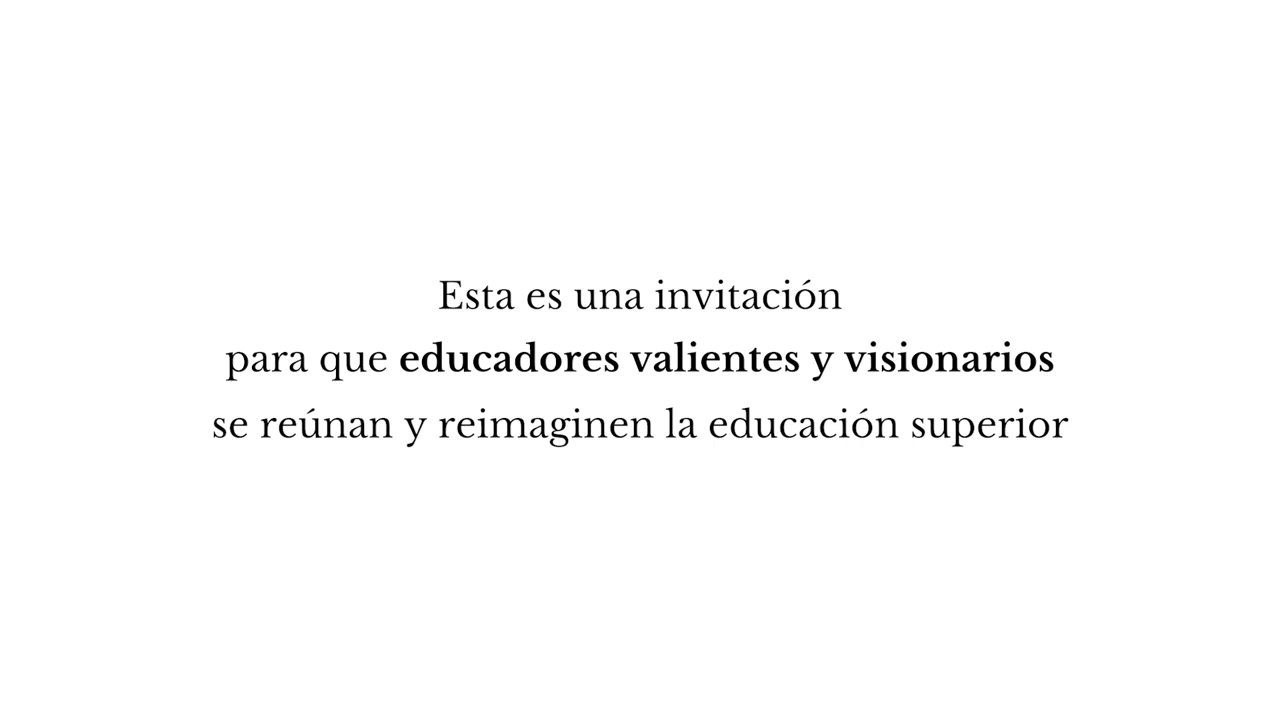 Esta es una invitación
para que educadores valientes y visionarios
se reúnan y reimaginen la educación superior